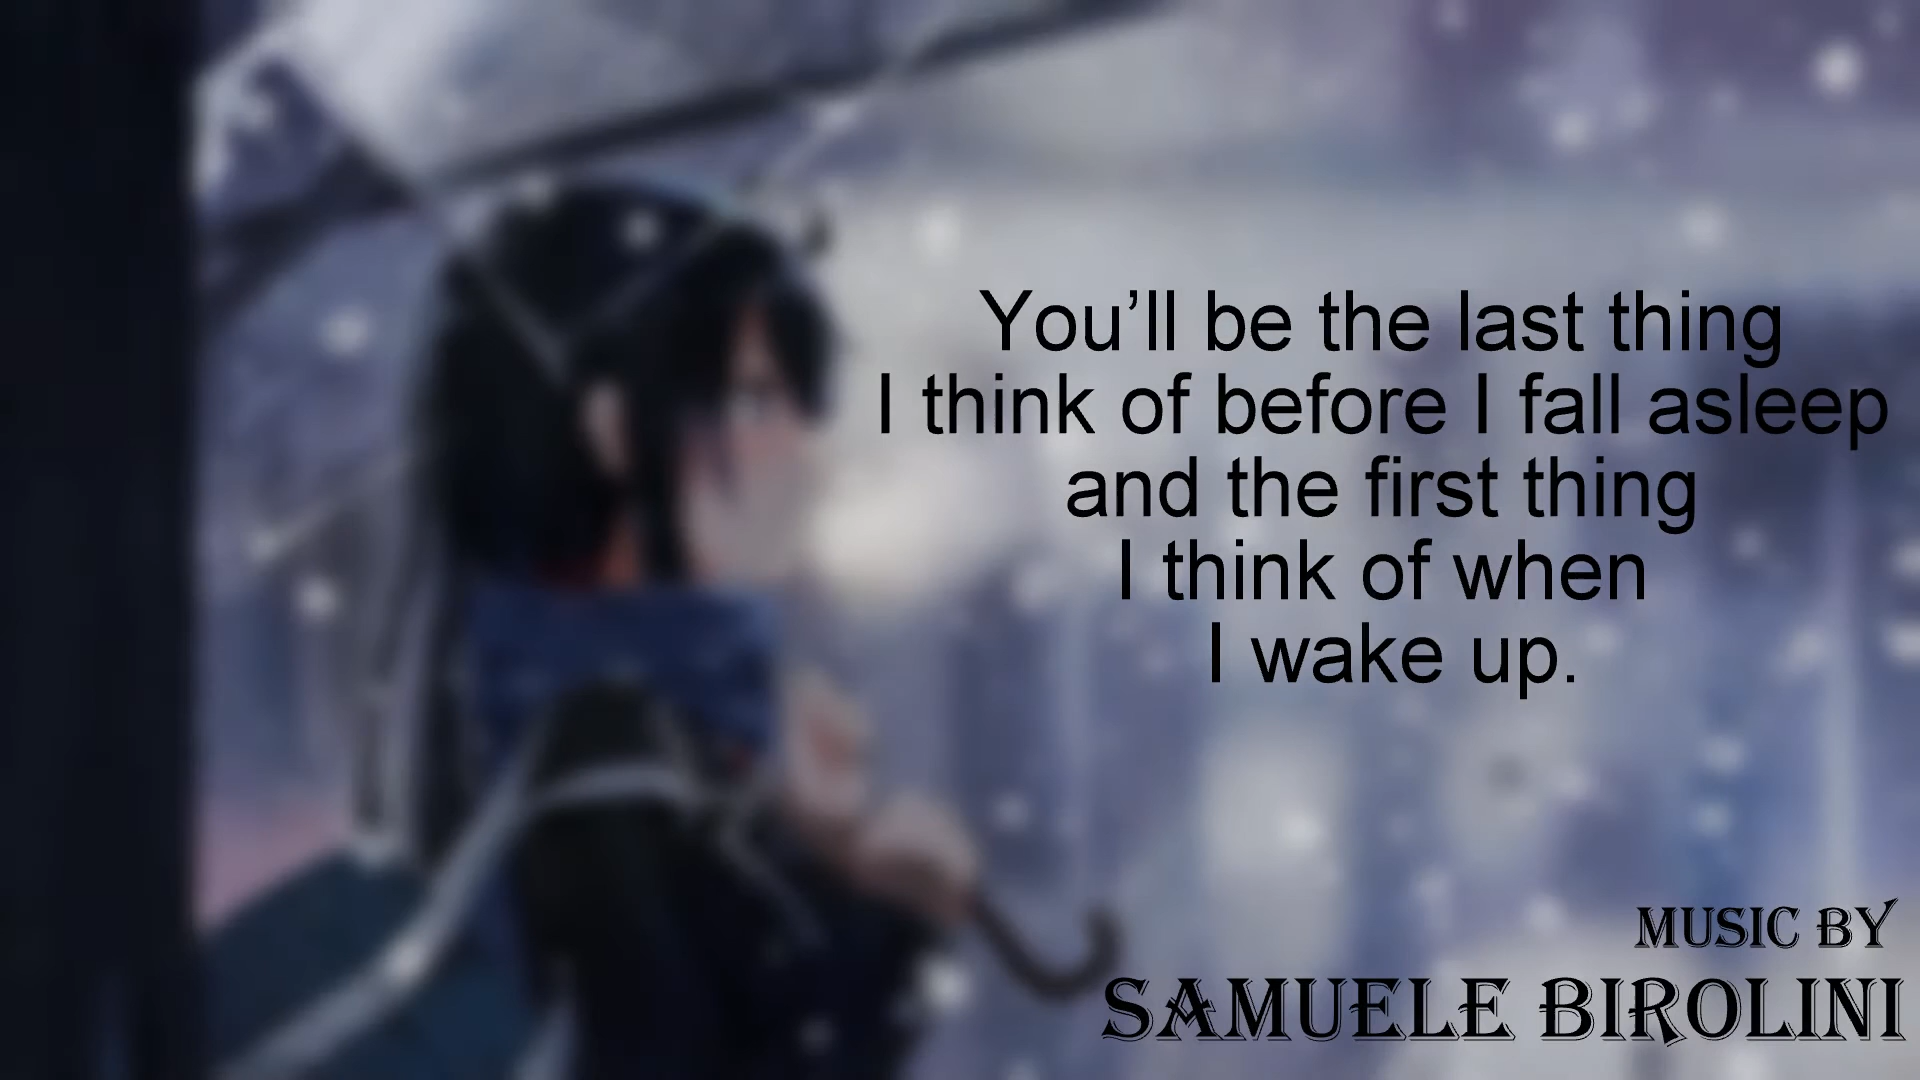 You’ll be the last thing
I think of before I fall asleep
and the first thing
I think of when
I wake up.
MUSIC BY
SAMUELE BIROLINI